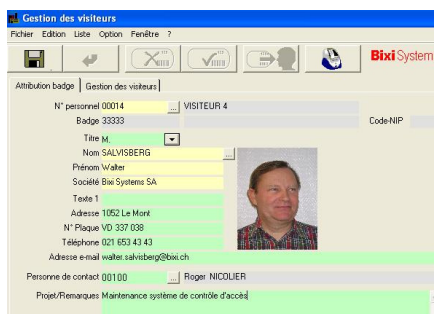 Gestion des visiteurs
Fichier Edition Liste Option Fenêtre ?
Bixi System
Attribution badge Gestion des visiteurs
N° personnel 00014 ... VISITEUR 4
Badge 33333 Code-NIP
Titre M.
Nom SALVISBERG ...
Prénom Walter
Société Bixi Systems SA
Texte 1
Adresse 1052 Le Mont
N° Plaque VD 337 038
Téléphone 021 653 43 43
Adresse e-mail walter.salvisberg@bixi.ch
Personne de contact 00100 ... Roger NICOLIER
Projet/Remarques Maintenance système de contrôle d'accès